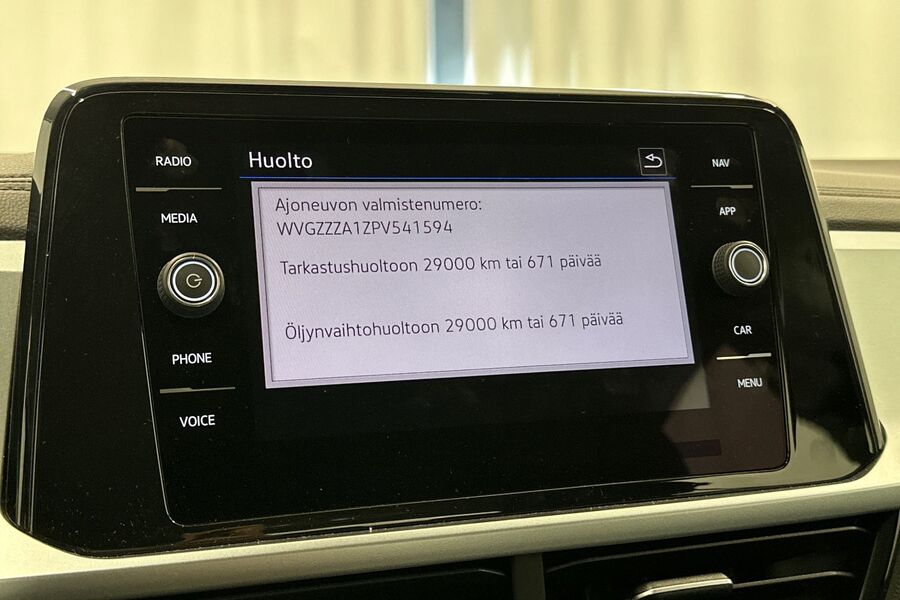 RADIO
MEDIA
PHONE
VOICE
Huolto
Ajoneuvon valmistenumero:
WVGZZZA1ZPV541594
Tarkastushuoltoon 29000 km tai 671 päivää
Öljynvaihtohuoltoon 29000 km tai 671 päivää
NAV
APP
CAR
MENU